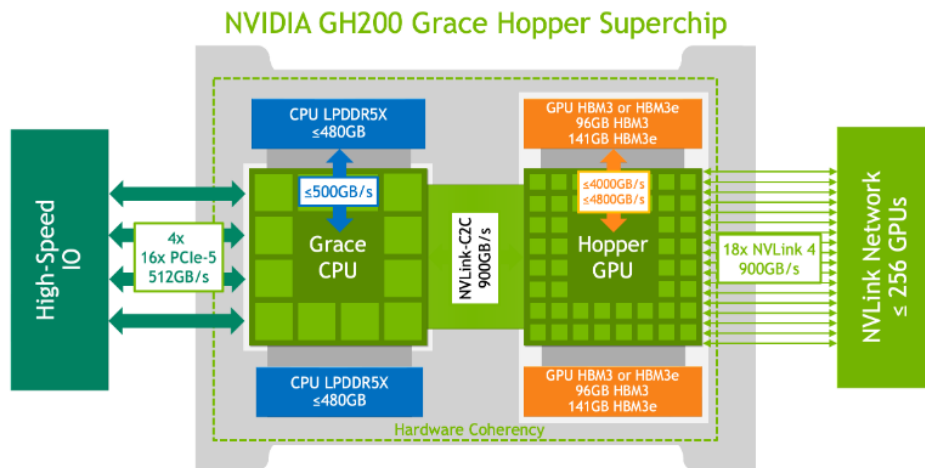 NVIDIA GH200 Grace Hopper Superchip
High-Speed
IO
4x
16x PCIe-5
512GB/s
CPU LPDDR5X
≤480GB
≤500GB/s
Grace
CPU
CPU LPDDR5X
≤480GB
NVLink-C2C
900GB/s
GPU HBM3 or HBM3e
96GB HBM3
141GB HBM3e
≤4000GB/s
≤4800GB/s
Hopper
GPU
GPU HBM3 or HBM3e
96GB HBM3
141GB HBM3e
18x NVLink 4
900GB/s
NVLink Network
≤ 256 GPUs
Hardware Coherency